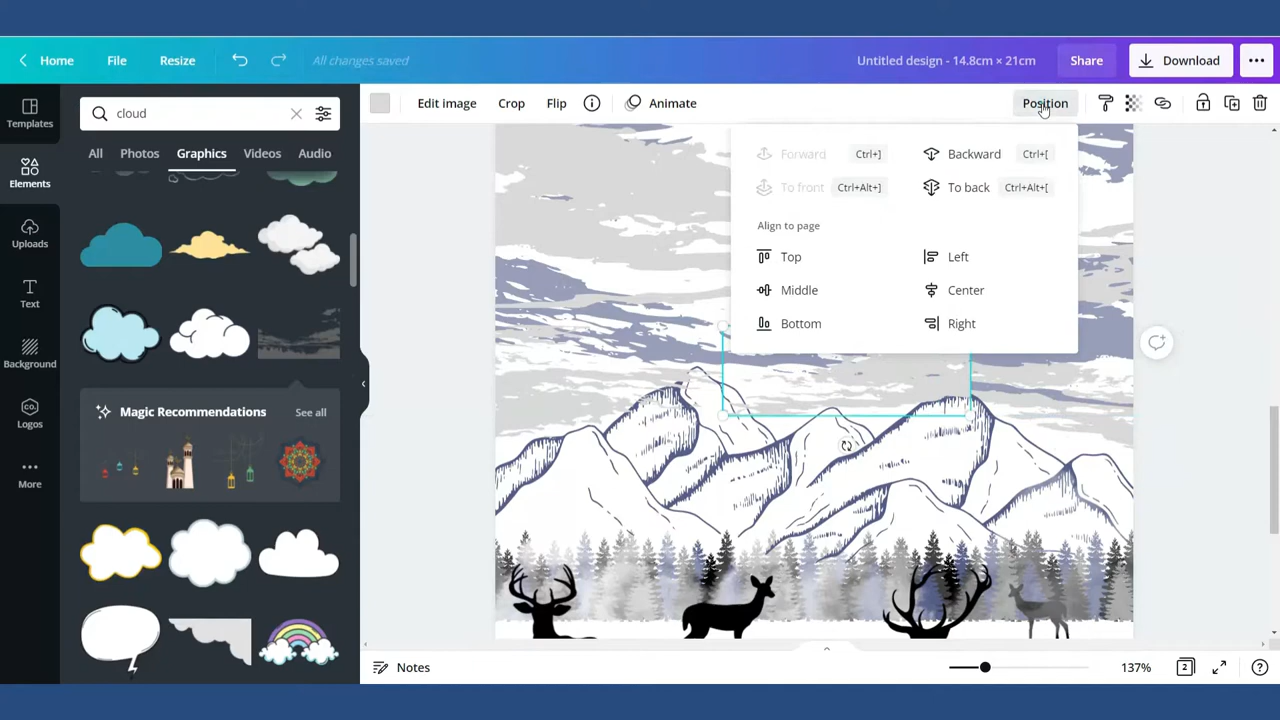 Home File Resize All changes saved Untitled design - 14.8cm × 21cm Share Download
Templates
Elements
Uploads
Text
Background
Logos
More
cloud
All Photos Graphics Videos Audio
Magic Recommendations See all
Edit image Crop Flip Animate Position
Forward Ctrl+] Backward Ctrl+[
To front Ctrl+Alt+] To back Ctrl+Alt+[
Align to page
Top Left
Middle Center
Bottom Right
Notes 137% 2